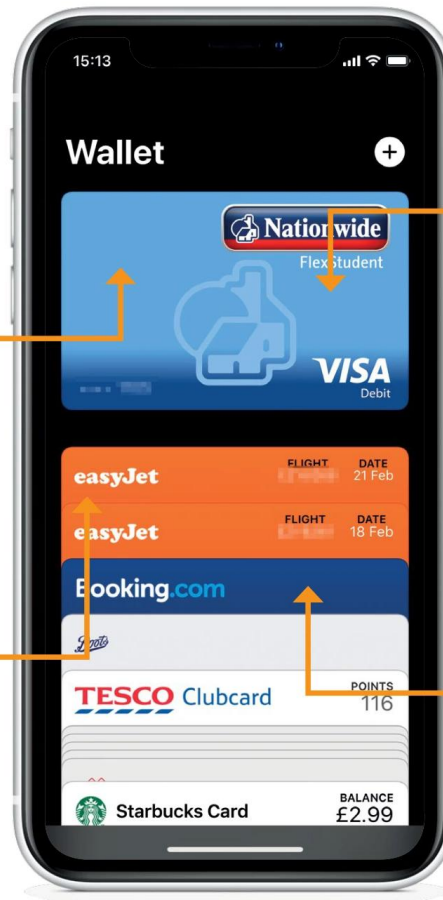 15:13
Wallet
Nationwide
FlexStudent
VISA
Debit
easyJet FLIGHT DATE
21 Feb
easyJet FLIGHT DATE
18 Feb
Booking.com
Boots
TESCO Clubcard POINTS
116
Starbucks Card BALANCE
£2.99